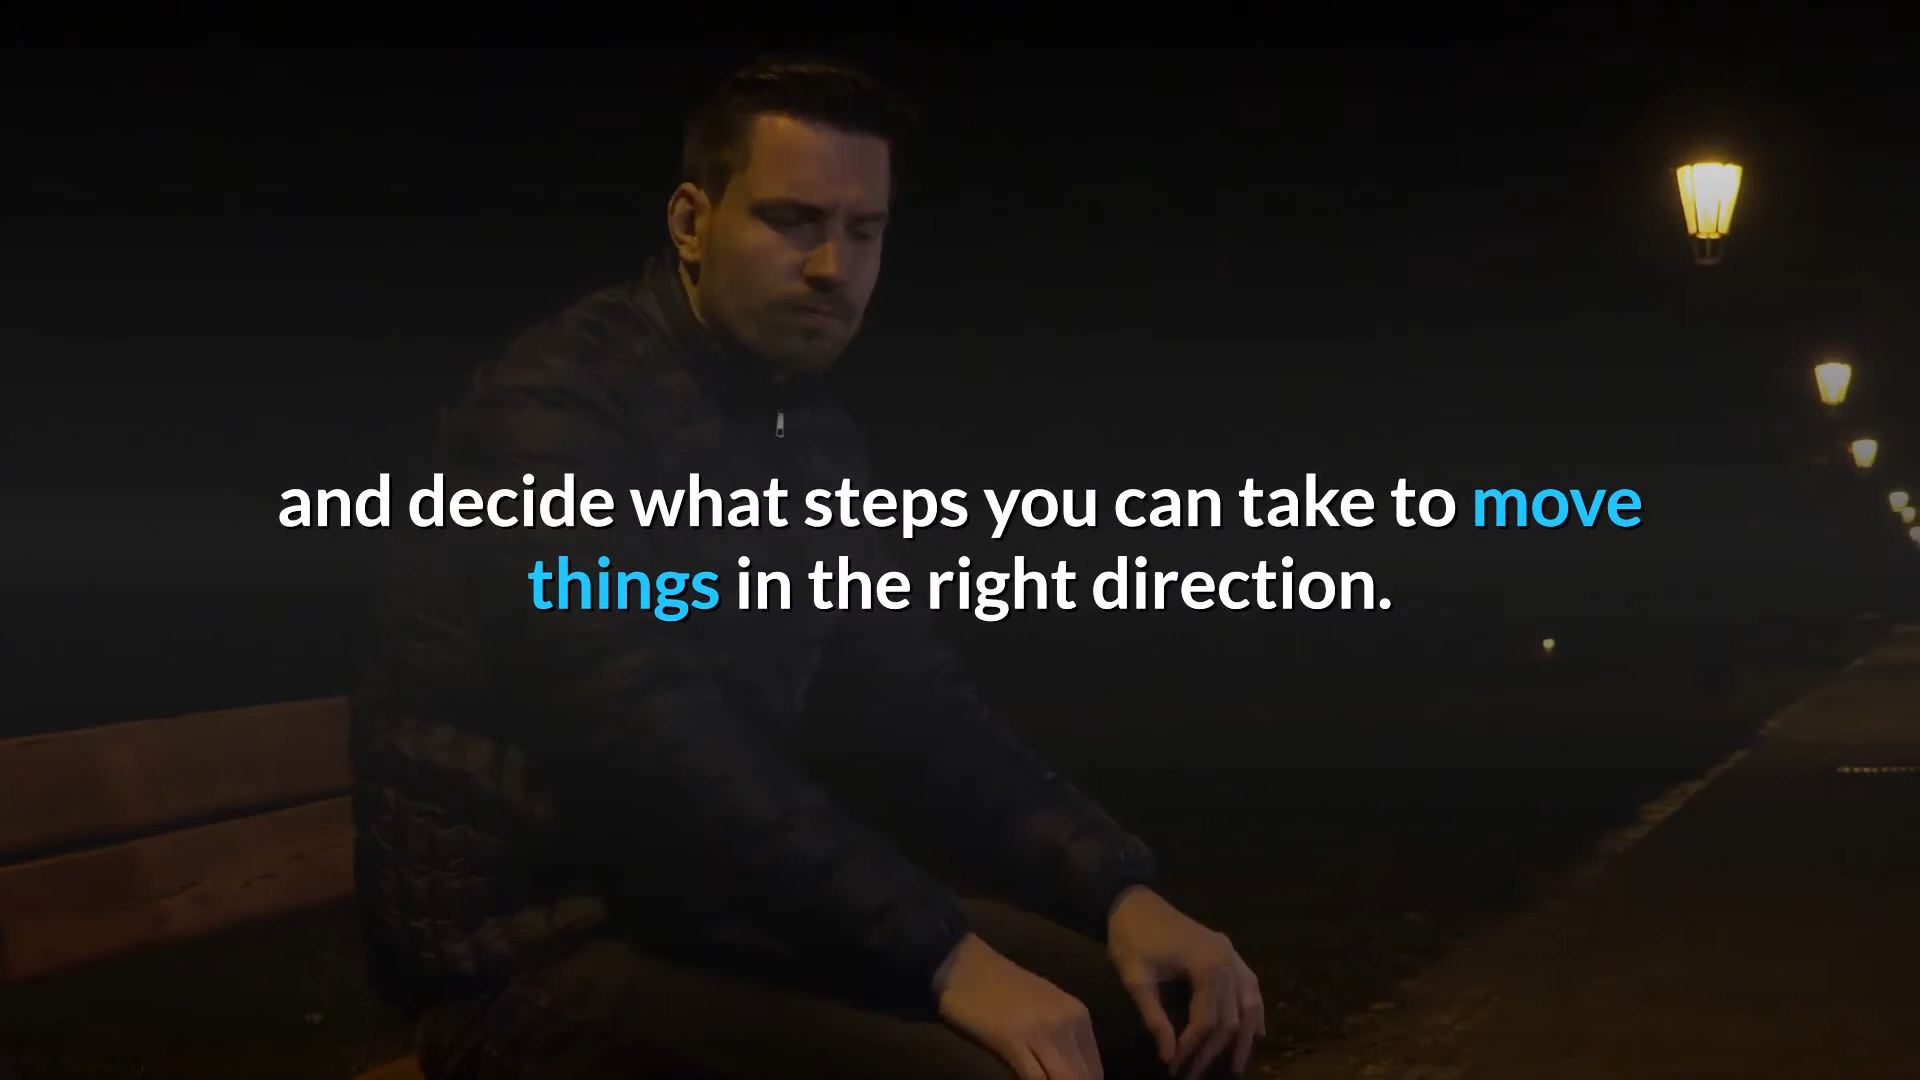 and decide what steps you can take to move
things in the right direction.